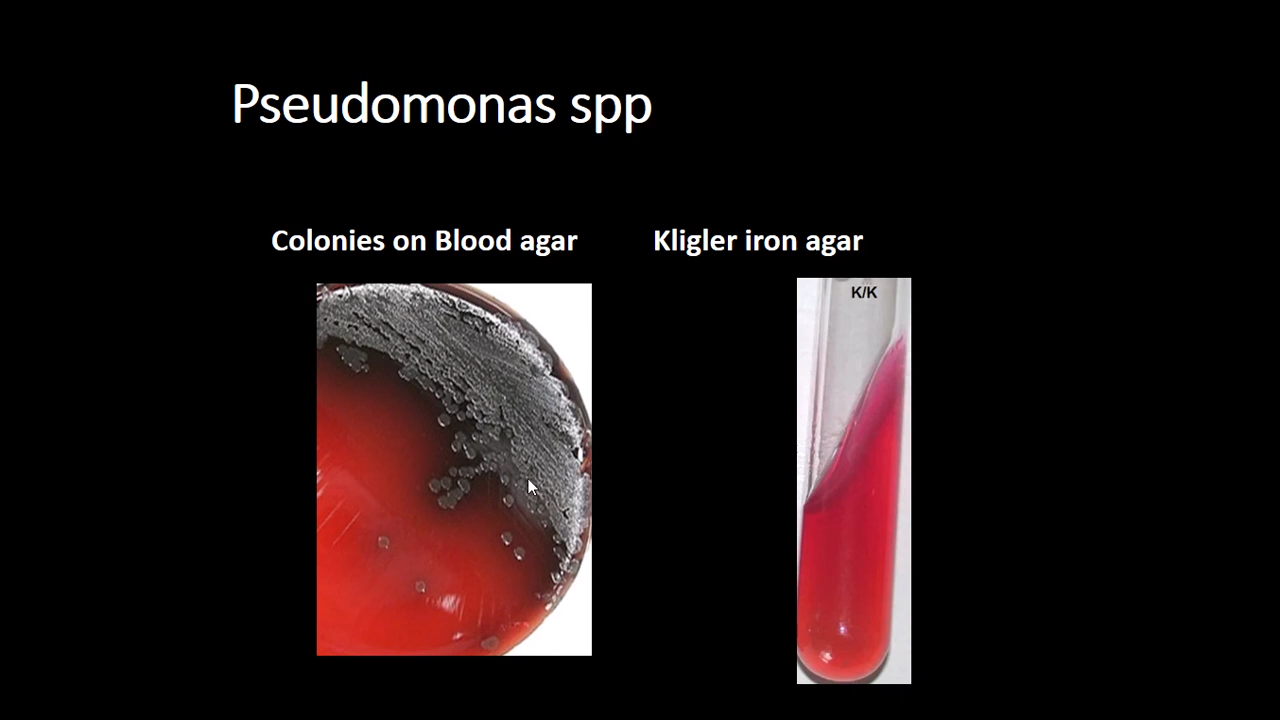 Pseudomonas spp
Colonies on Blood agar
Kligler iron agar
K/K